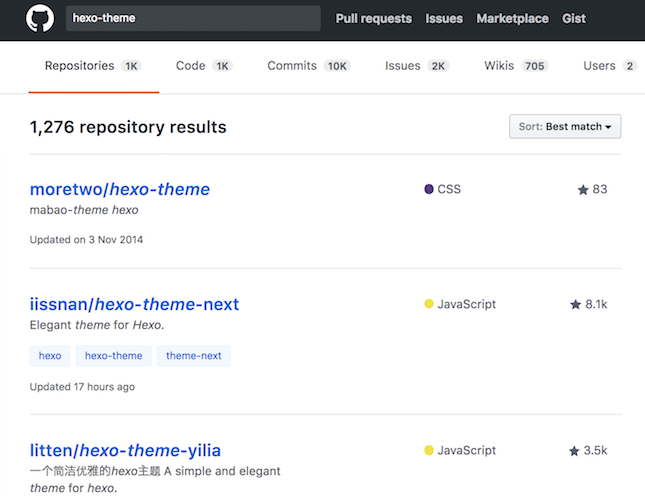 hexo-theme Pull requests Issues Marketplace Gist
Repositories 1K Code 1K Commits 10K Issues 2K Wikis 705 Users 2
1,276 repository results Sort: Best match
moretwo/hexo-theme CSS 83
mabao-theme hexo
Updated on 3 Nov 2014
iissnan/hexo-theme-next JavaScript 8.1k
Elegant theme for Hexo.
hexo hexo-theme theme-next
Updated 17 hours ago
litten/hexo-theme-yilia JavaScript 3.5k
一个简洁优雅的hexo主题 A simple and elegant
theme for hexo.